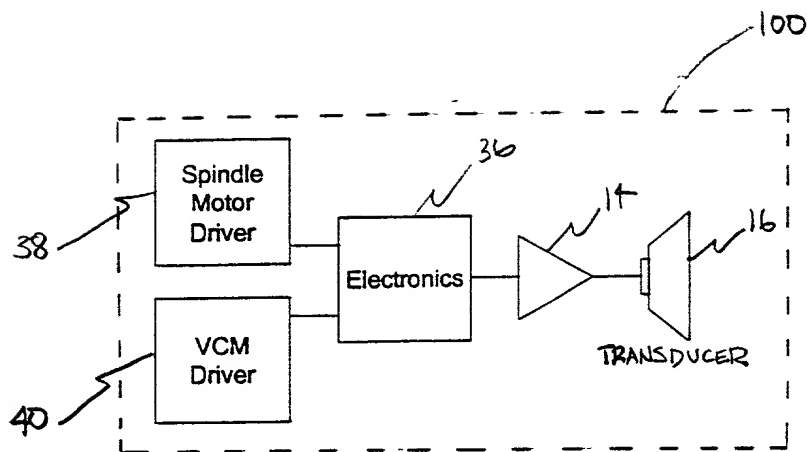 100
Spindle
Motor
Driver
36
14
16
38
Electronics
TRANSDUCER
VCM
Driver
40